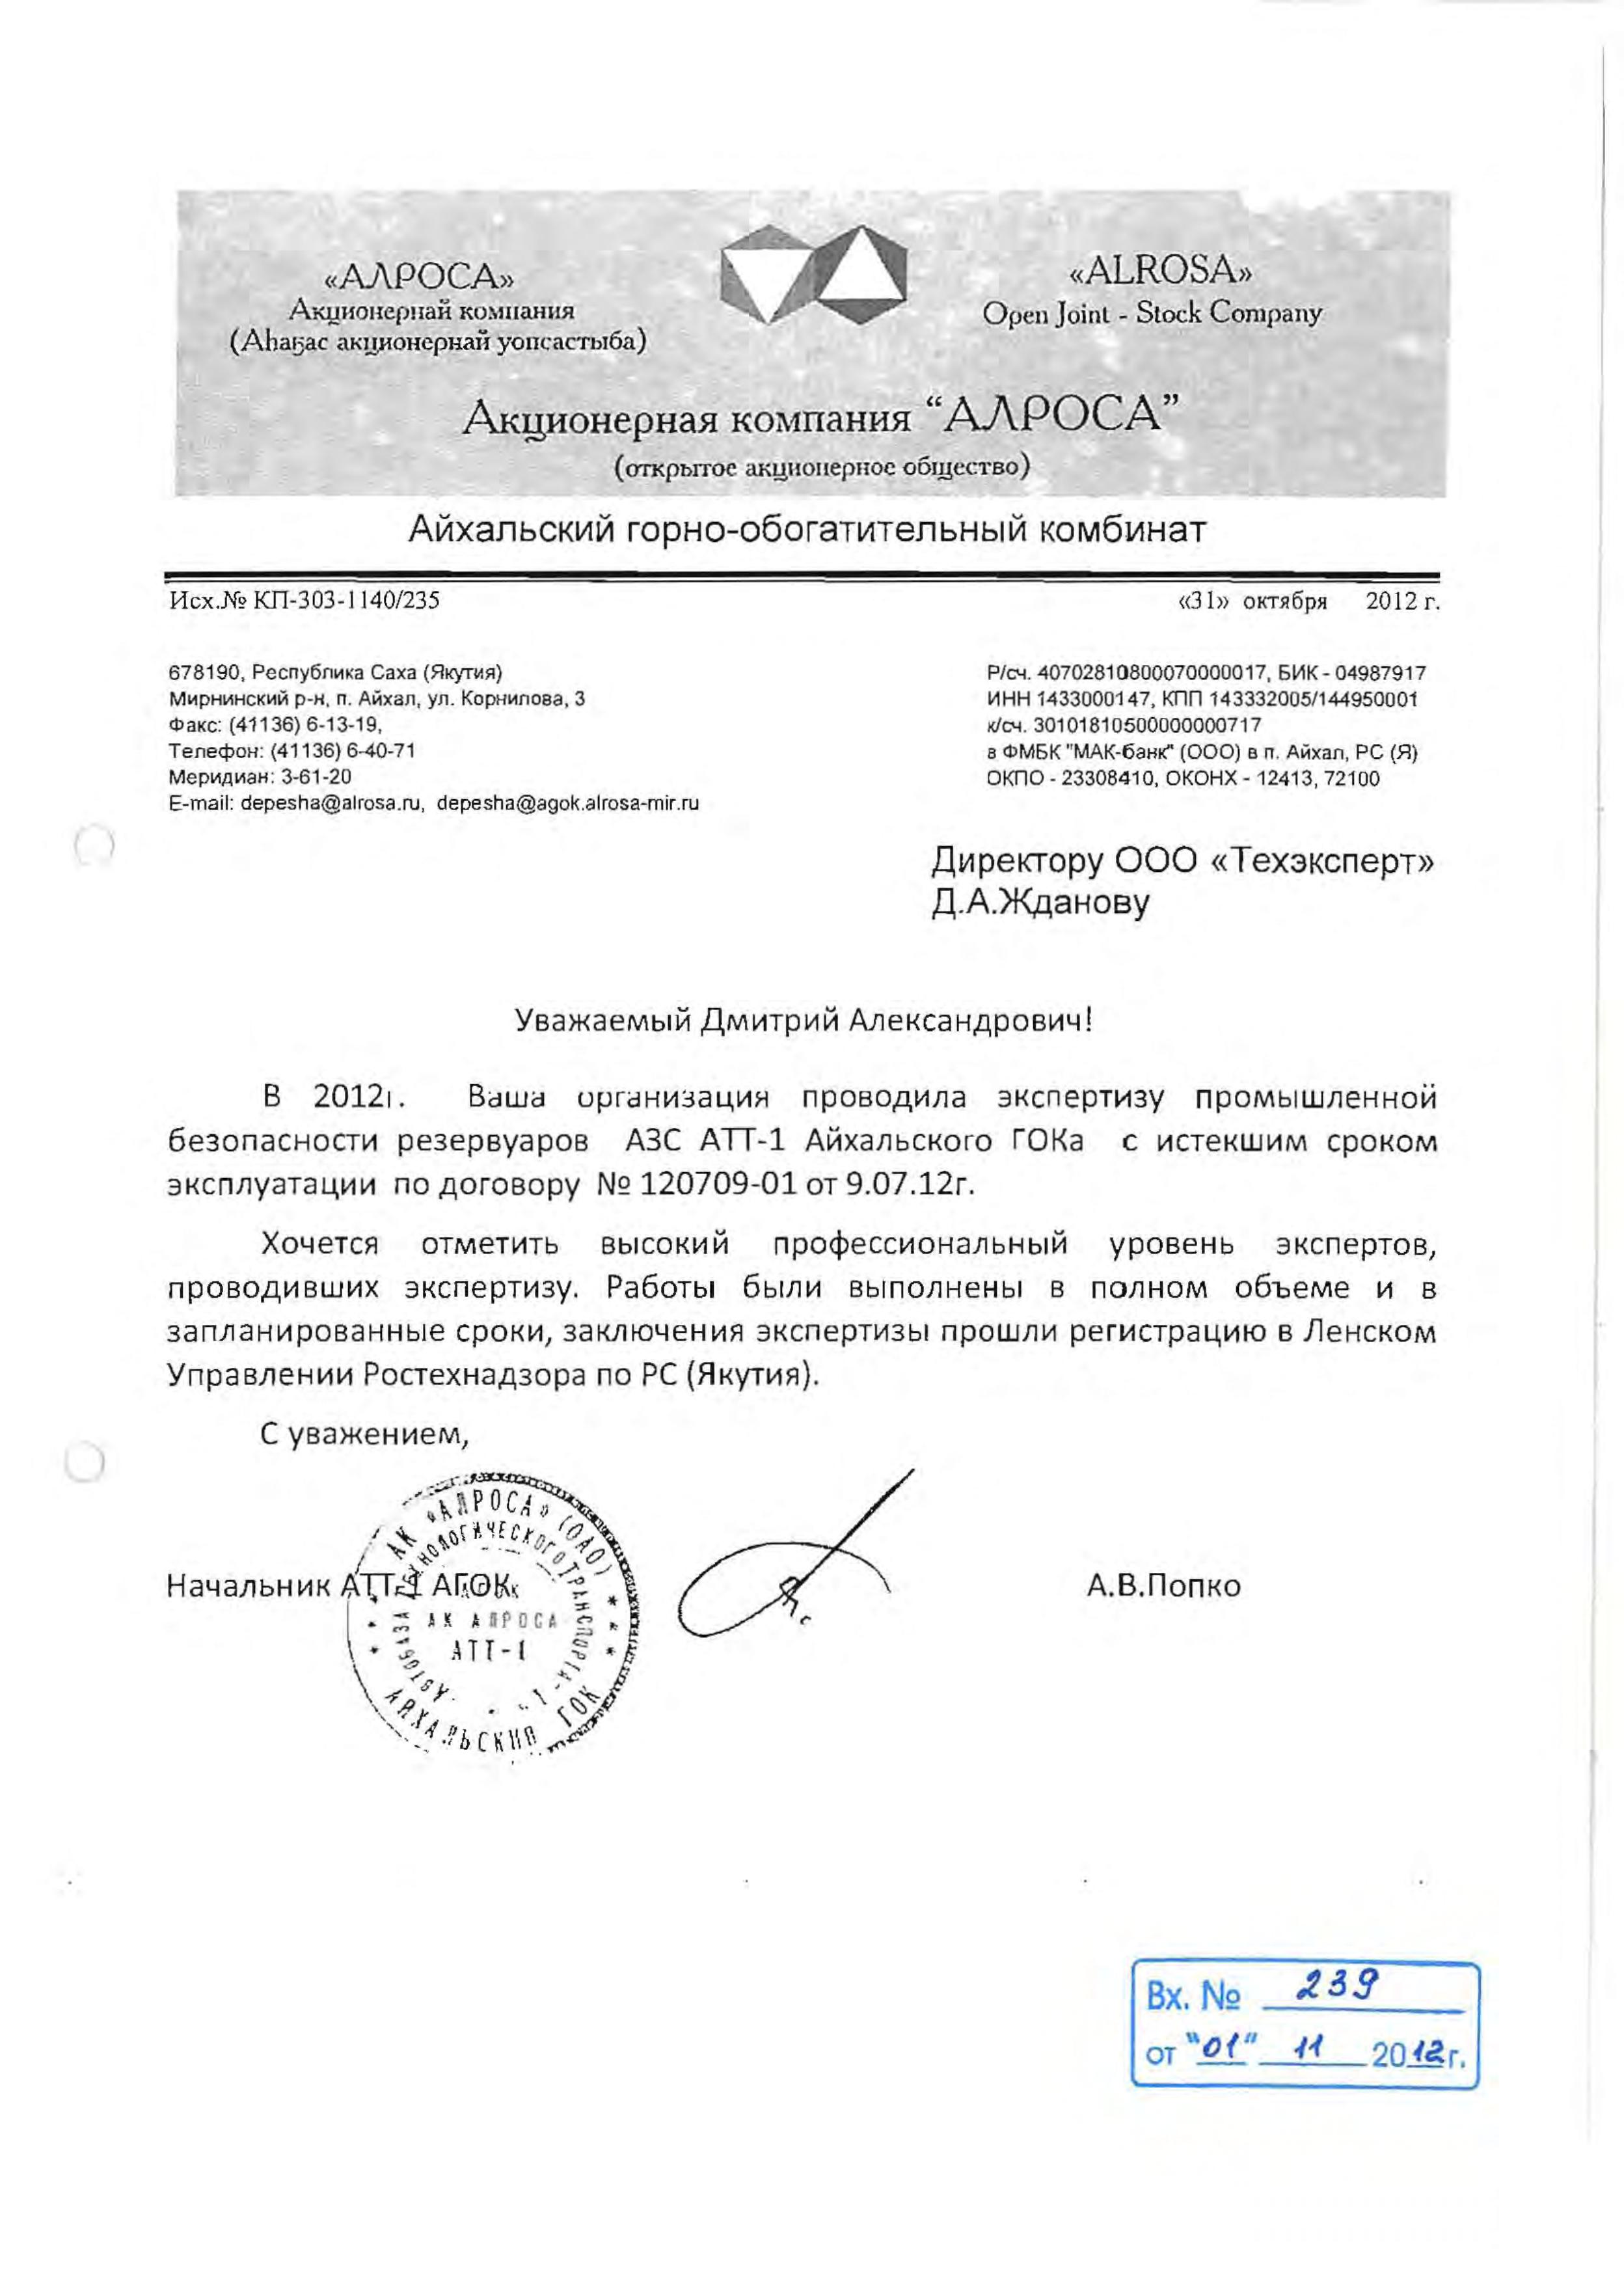 «АЛРОСА»
Акционернай компания
(Аһаҕас акционернай уопсастыба)
«ALROSA»
Open Joint - Stock Company
Акционерная компания “АЛРОСА”
(открытое акционерное общество)
Айхальский горно-обогатительный комбинат
Исх.№ КП-303-1140/235 «31» октября 2012 г.
678190, Республика Саха (Якутия)
Мирнинский р-н, п. Айхал, ул. Корнилова, 3
Факс: (41136) 6-13-19,
Телефон: (41136) 6-40-71
Меридиан: 3-61-20
E-mail: depesha@alrosa.ru, depesha@agok.alrosa-mir.ru
Р/сч. 40702810800070000017, БИК - 04987917
ИНН 1433000147, КПП 143332005/144950001
к/сч. 30101810500000000717
в ФМБК "МАК-банк" (ООО) в п. Айхал, РС (Я)
ОКПО - 23308410, ОКОНХ - 12413, 72100
Директору ООО «Техэксперт»
Д.А.Жданову
Уважаемый Дмитрий Александрович!
В 2012г. Ваша организация проводила экспертизу промышленной
безопасности резервуаров АЗС АТТ-1 Айхальского ГОКа с истекшим сроком
эксплуатации по договору № 120709-01 от 9.07.12г.
Хочется отметить высокий профессиональный уровень экспертов,
проводивших экспертизу. Работы были выполнены в полном объеме и в
запланированные сроки, заключения экспертизы прошли регистрацию в Ленском
Управлении Ростехнадзора по РС (Якутия).
С уважением,
Начальник АТТ-1 АГОК А.В.Попко
АК «АЛРОСА» (ОАО)
ТЕХНОЛОГИЧЕСКОГО ТРАНСПОРТА - 1
АК АЛРОСА
АТТ-1
АЙХАЛЬСКИЙ ГОК
Вх. № 239
от "01" 11 2012г.